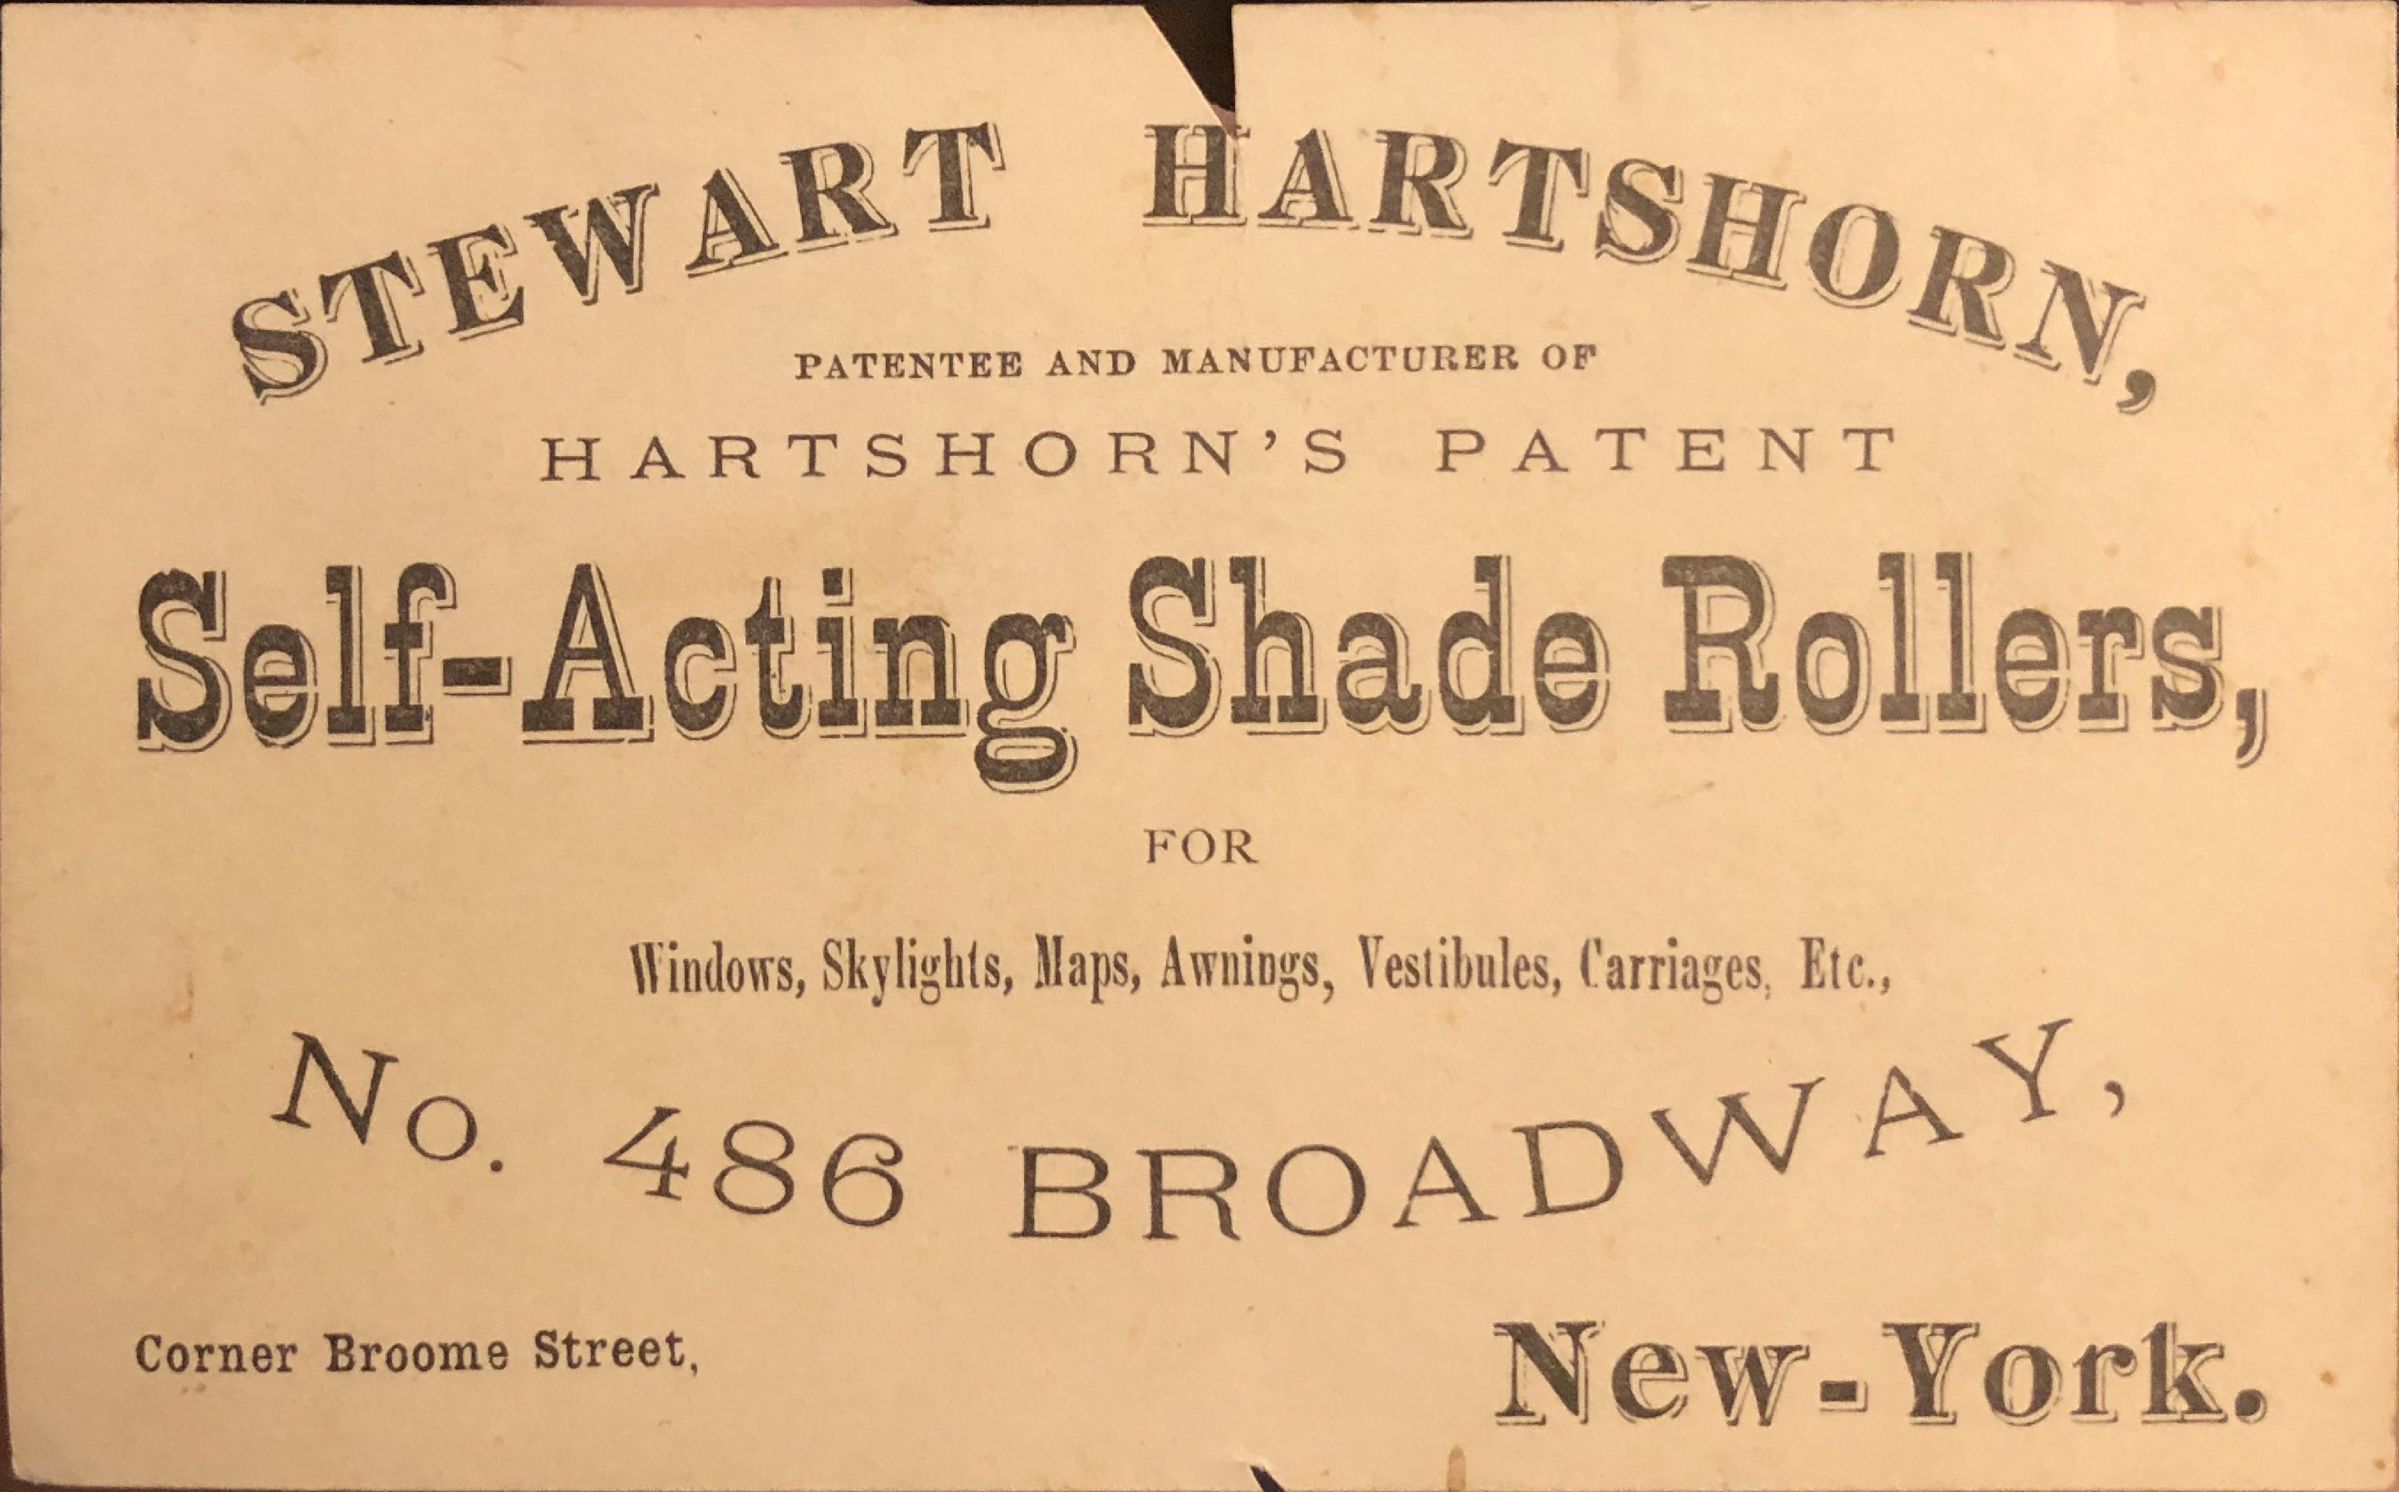 STEWART HARTSHORN,
PATENTEE AND MANUFACTURER OF
HARTSHORN'S PATENT
Self-Acting Shade Rollers,
FOR
Windows, Skylights, Maps, Awnings, Vestibules, Carriages, Etc.,
No. 486 BROADWAY,
Corner Broome Street,
New-York.